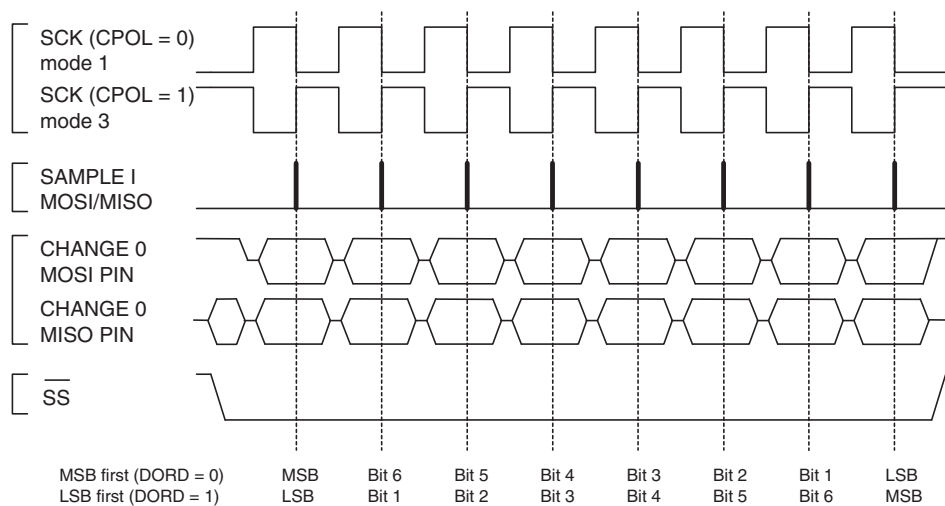 SCK (CPOL = 0)
mode 1
SCK (CPOL = 1)
mode 3
SAMPLE I
MOSI/MISO
CHANGE 0
MOSI PIN
CHANGE 0
MISO PIN
SS
MSB first (DORD = 0) MSB Bit 6 Bit 5 Bit 4 Bit 3 Bit 2 Bit 1 LSB
LSB first (DORD = 1) LSB Bit 1 Bit 2 Bit 3 Bit 4 Bit 5 Bit 6 MSB